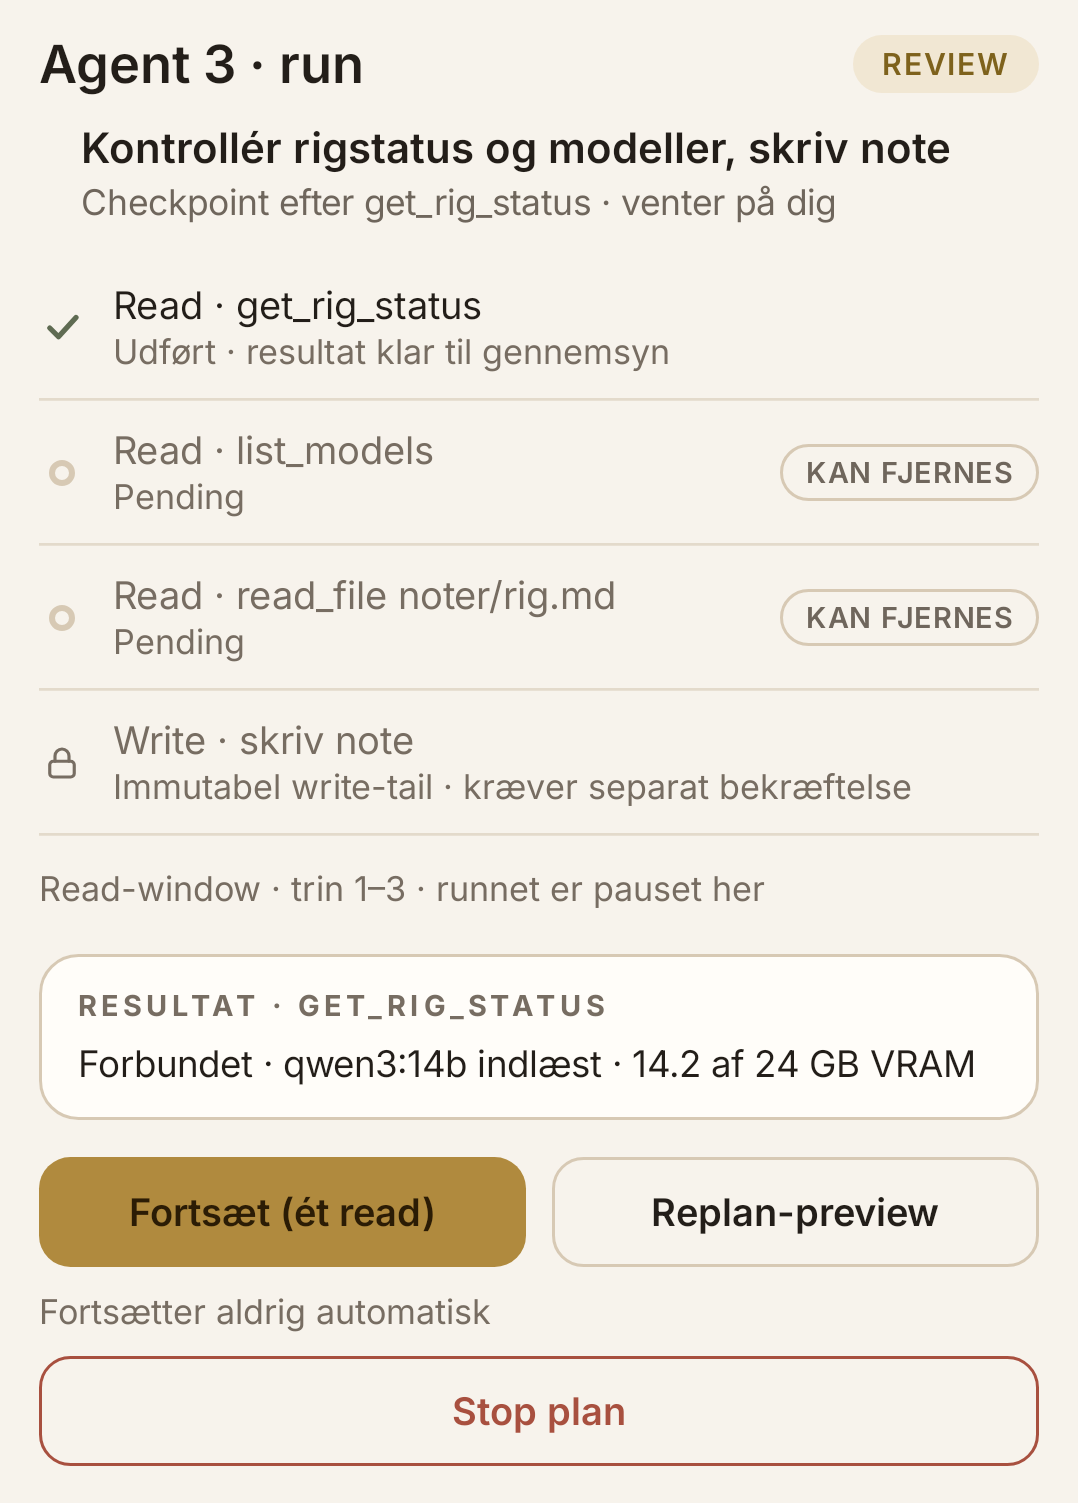 Agent 3 · run
REVIEW
Kontrollér rigstatus og modeller, skriv note
Checkpoint efter get_rig_status · venter på dig
Read · get_rig_status
Udført · resultat klar til gennemsyn
Read · list_models
Pending
KAN FJERNES
Read · read_file noter/rig.md
Pending
KAN FJERNES
Write · skriv note
Immutabel write-tail · kræver separat bekræftelse
Read-window · trin 1–3 · runnet er pauset her
RESULTAT · GET_RIG_STATUS
Forbundet · qwen3:14b indlæst · 14.2 af 24 GB VRAM
Fortsæt (ét read)
Replan-preview
Fortsætter aldrig automatisk
Stop plan